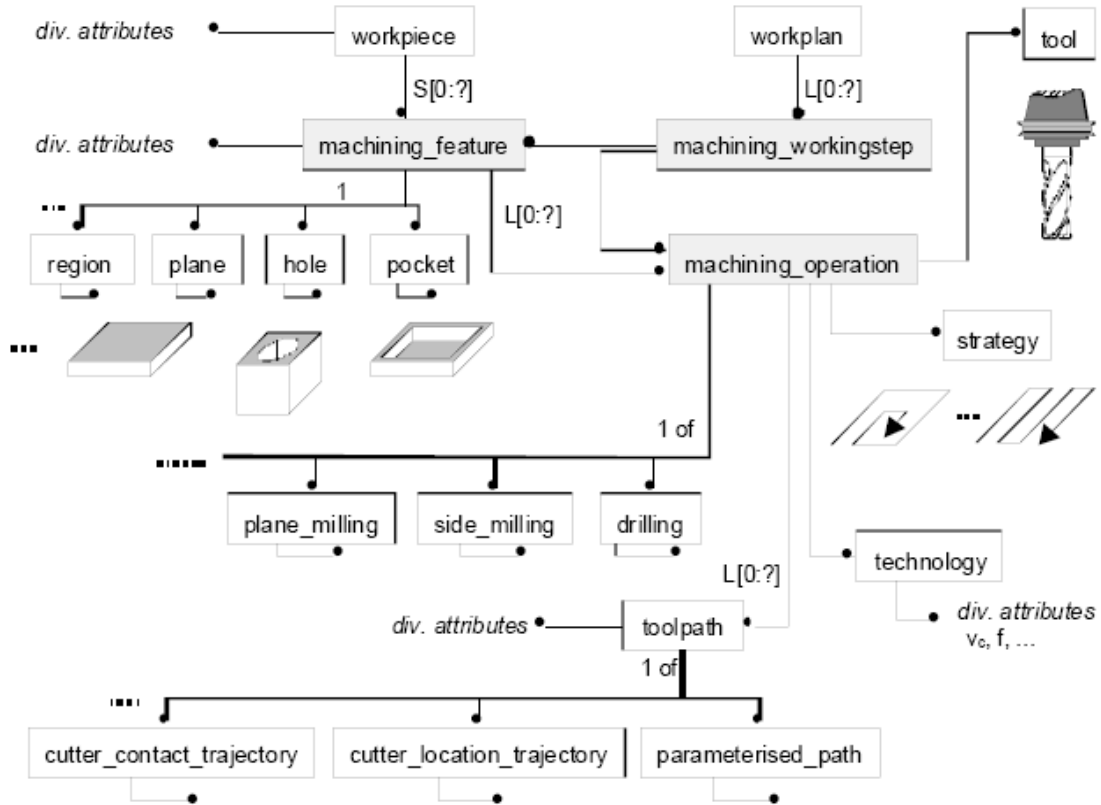 div. attributes
workpiece
workplan
tool
S[0:?]
L[0:?]
div. attributes
machining_feature
machining_workingstep
1
L[0:?]
region
plane
hole
pocket
machining_operation
strategy
1 of
plane_milling
side_milling
drilling
technology
L[0:?]
div. attributes
toolpath
div. attributes
vc, f, ...
1 of
cutter_contact_trajectory
cutter_location_trajectory
parameterised_path